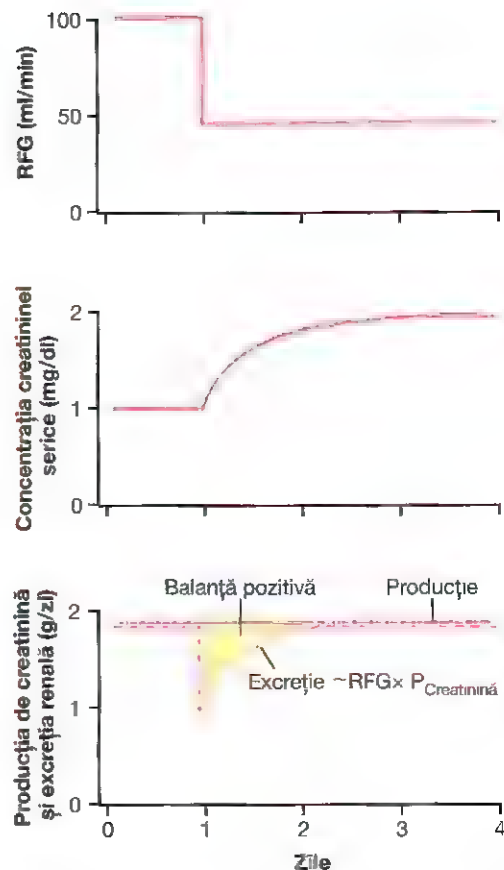 100
50
0
RFG (ml/min)
2
1
0
Concentrația creatininei
serice (mg/dl)
Balanță pozitivă
Producție
2
Excreție ~RFG× PCreatinină
1
0
Producția de creatinină
și excreția renală (g/zi)
0 1 2 3 4
Zile